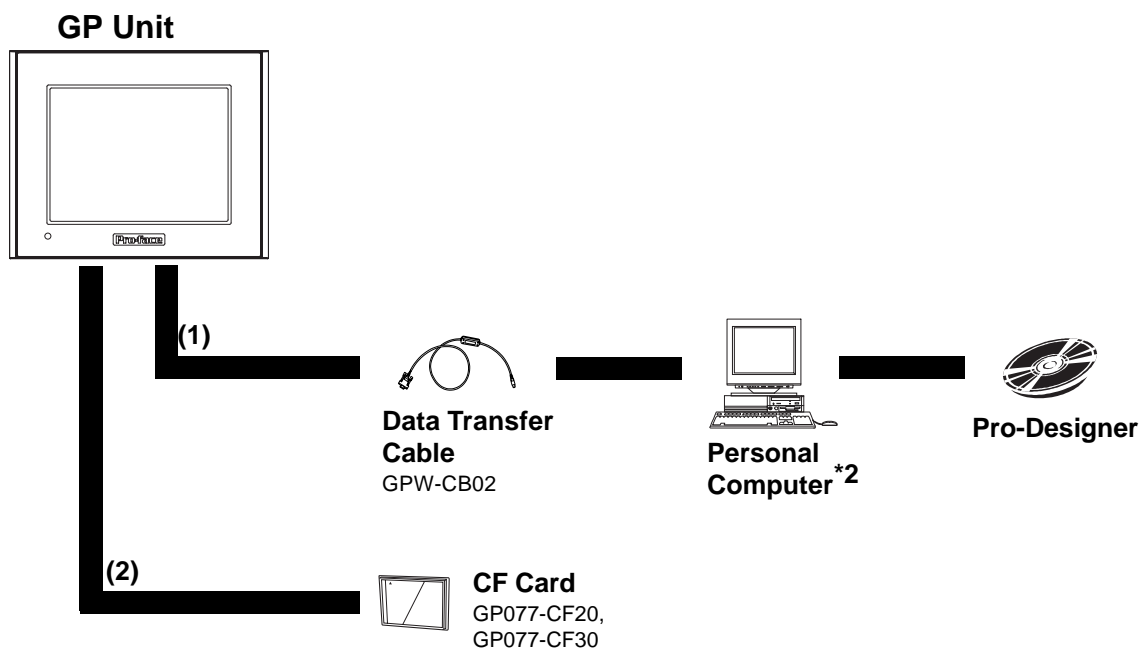 GP Unit
Pro-face
(1)
Data Transfer
Cable
GPW-CB02
Personal
Computer*2
Pro-Designer
(2)
CF Card
GP077-CF20,
GP077-CF30